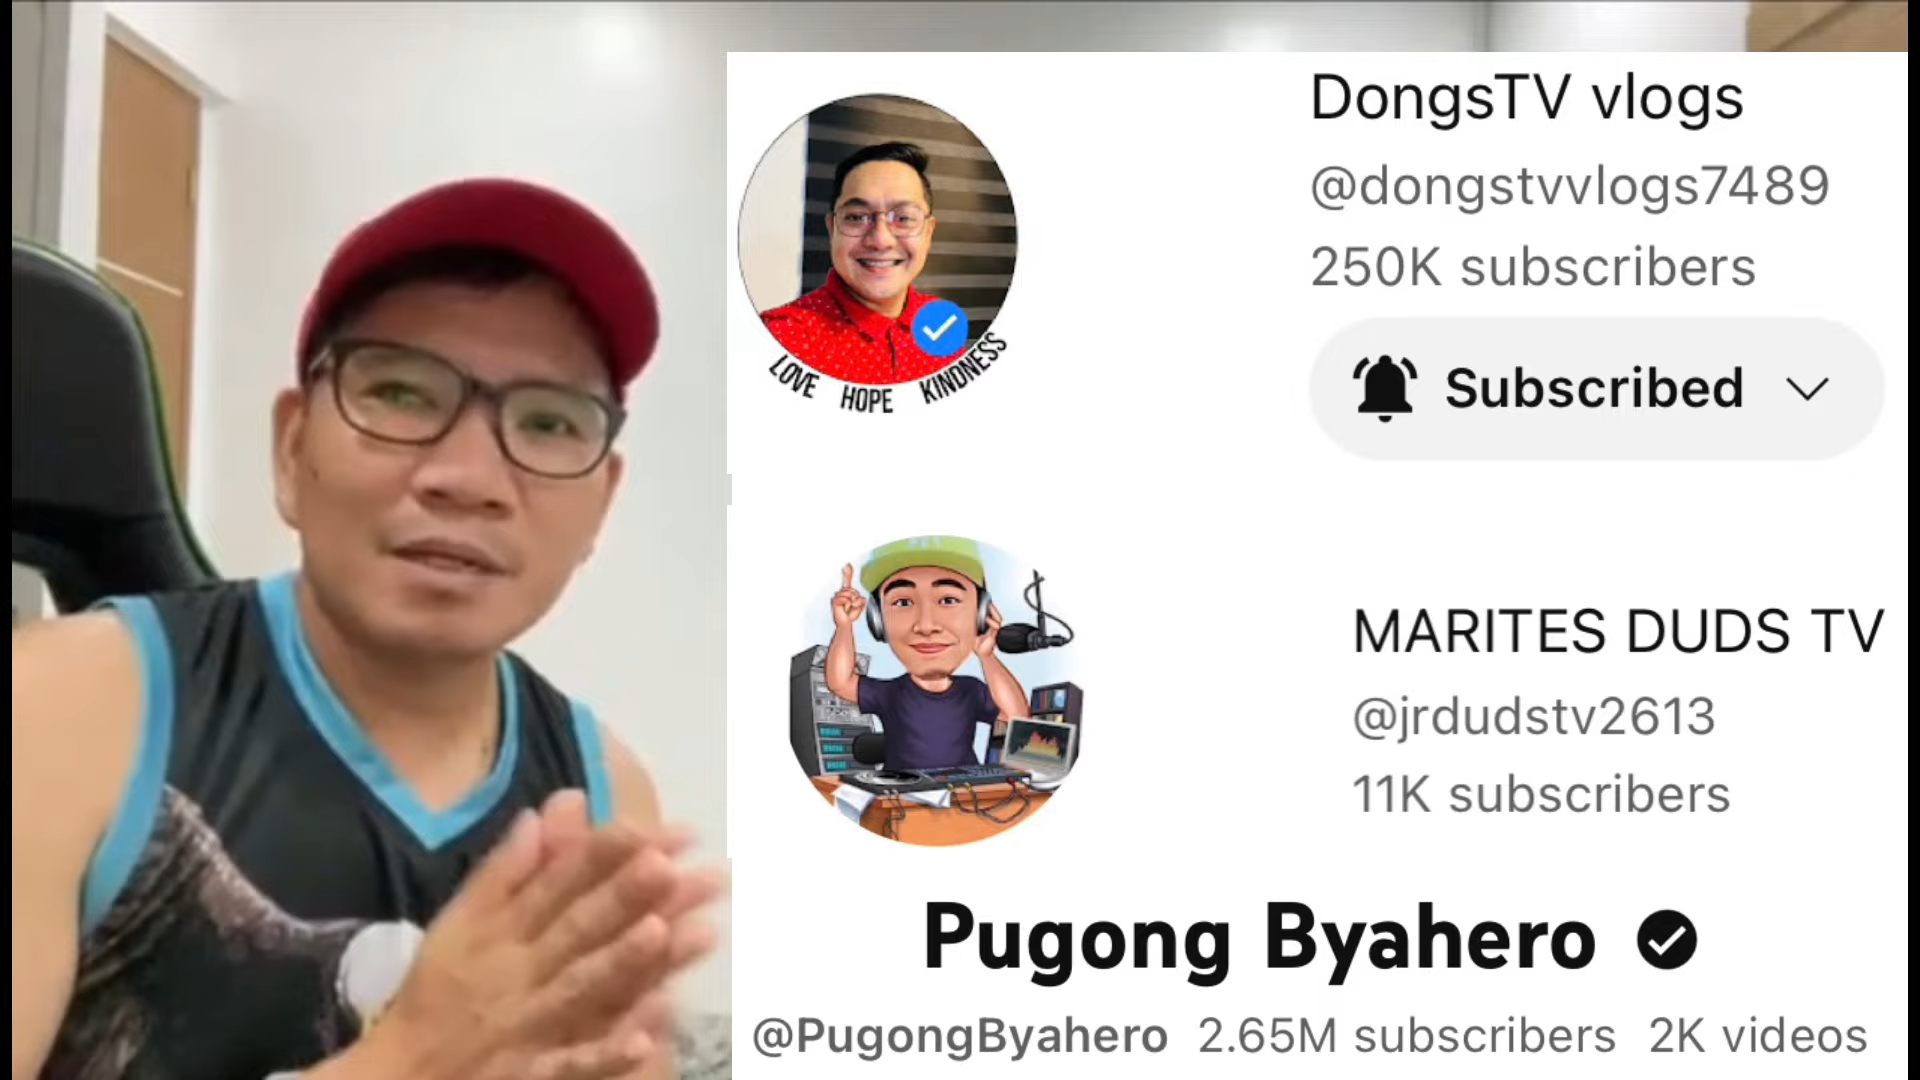 DongsTV vlogs
@dongstvvlogs7489
250K subscribers
Subscribed
LOVE HOPE KINDNESS
MARITES DUDS TV
@jrdudstv2613
11K subscribers
Pugong Byahero
@PugongByahero 2.65M subscribers 2K videos